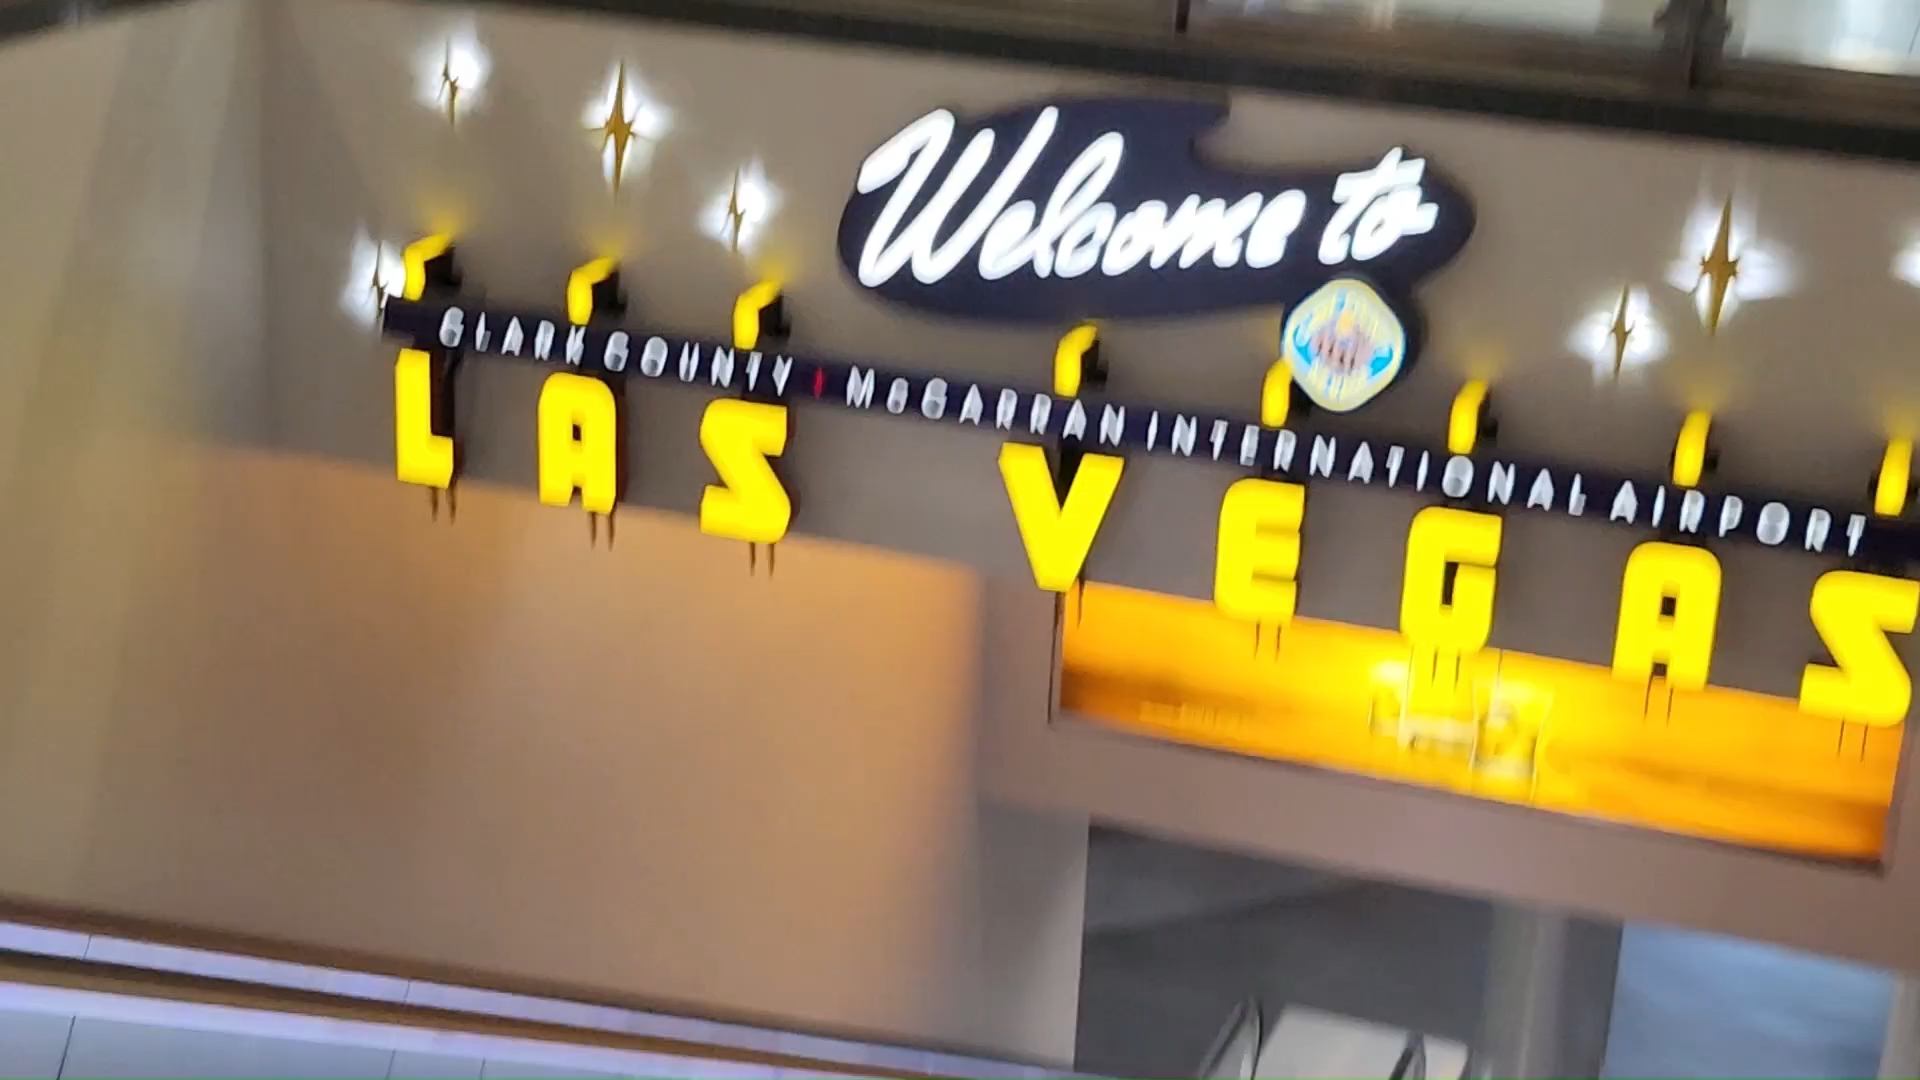 Welcome to
CLARK COUNTY | McCARRAN INTERNATIONAL AIRPORT
LAS VEGAS